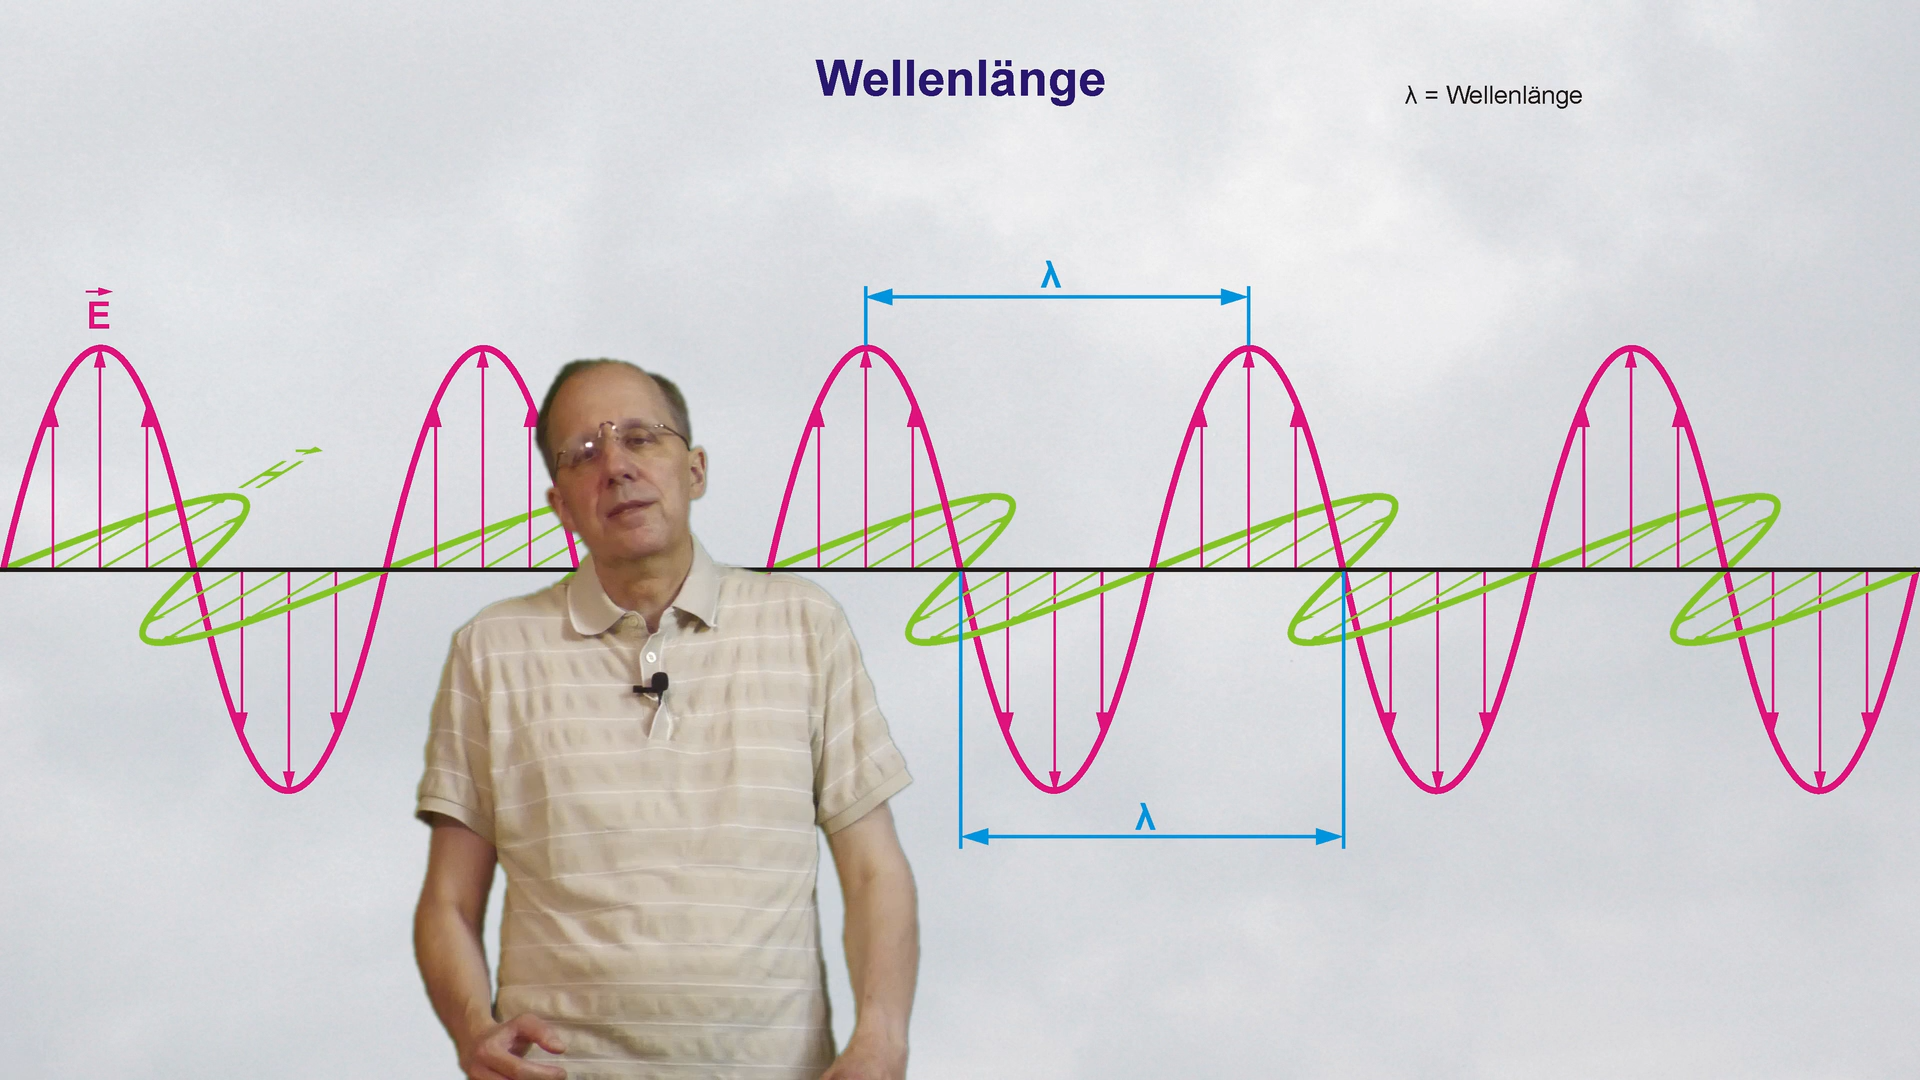 Wellenlänge
λ = Wellenlänge
λ
E
H
λ